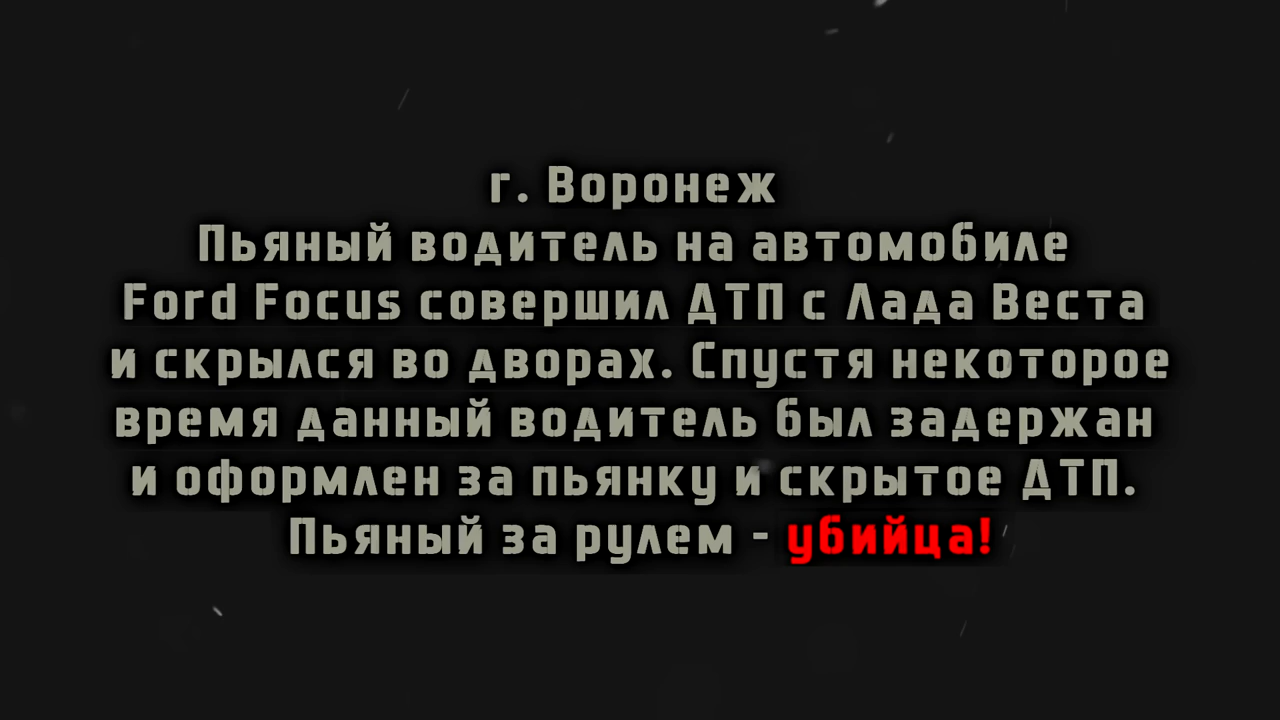 г. Воронеж
Пьяный водитель на автомобиле
Ford Focus совершил ДТП с Лада Веста
и скрылся во дворах. Спустя некоторое
время данный водитель был задержан
и оформлен за пьянку и скрытое ДТП.
Пьяный за рулем - убийца!